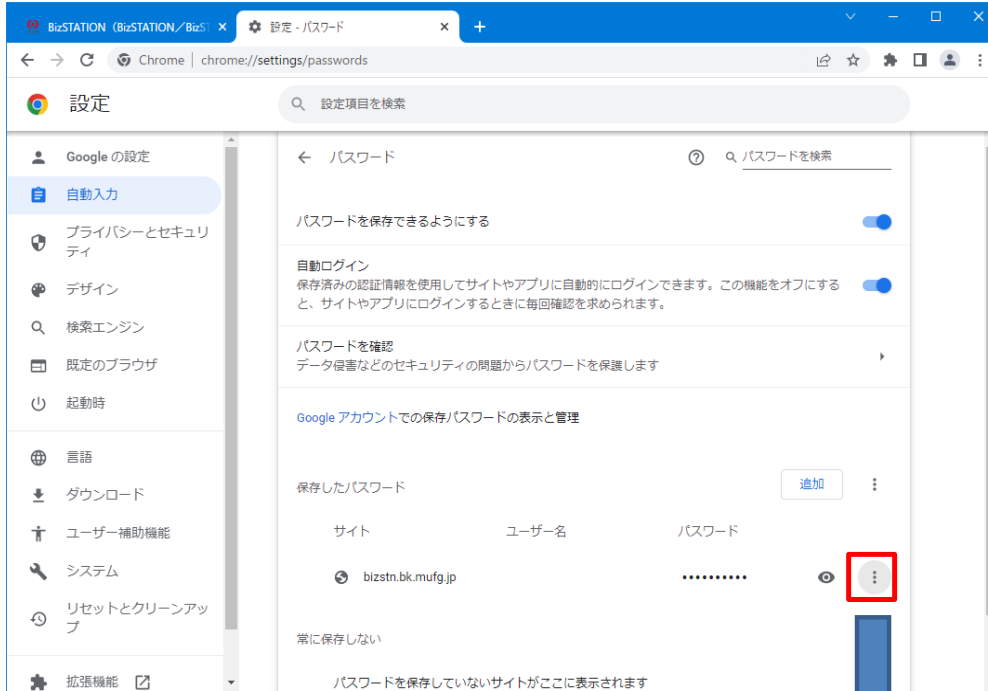 BizSTATION（BizSTATION／BizST
設定 - パスワード
Chrome
chrome://settings/passwords
設定
設定項目を検索
Google の設定
自動入力
プライバシーとセキュリ
ティ
デザイン
検索エンジン
既定のブラウザ
起動時
言語
ダウンロード
ユーザー補助機能
システム
リセットとクリーンアッ
プ
拡張機能
パスワード
パスワードを検索
パスワードを保存できるようにする
自動ログイン
保存済みの認証情報を使用してサイトやアプリに自動的にログインできます。この機能をオフにする
と、サイトやアプリにログインするときに毎回確認を求められます。
パスワードを確認
データ侵害などのセキュリティの問題からパスワードを保護します
Google アカウントでの保存パスワードの表示と管理
保存したパスワード
追加
サイト
ユーザー名
パスワード
bizstn.bk.mufg.jp
••••••••••
常に保存しない
パスワードを保存していないサイトがここに表示されます